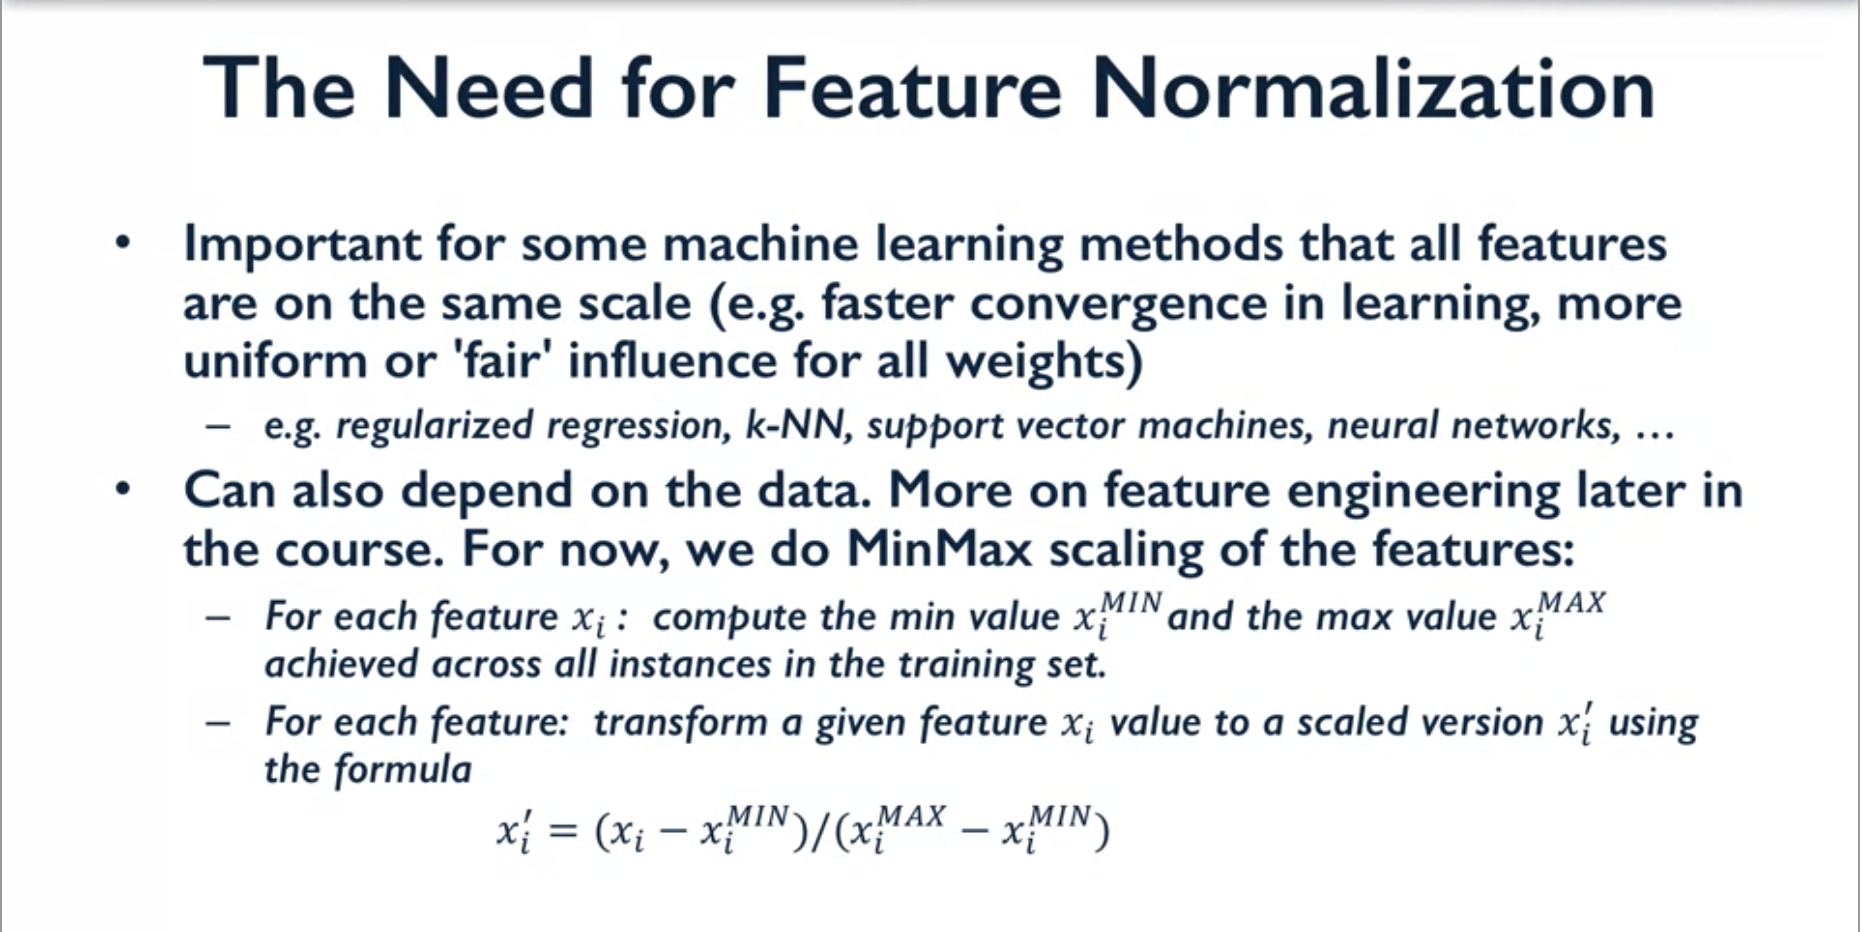 The Need for Feature Normalization
• Important for some machine learning methods that all features
are on the same scale (e.g. faster convergence in learning, more
uniform or 'fair' influence for all weights)
– e.g. regularized regression, k-NN, support vector machines, neural networks, …
• Can also depend on the data. More on feature engineering later in
the course. For now, we do MinMax scaling of the features:
– For each feature $x_i$ : compute the min value $x_i^{MIN}$ and the max value $x_i^{MAX}$
achieved across all instances in the training set.
– For each feature: transform a given feature $x_i$ value to a scaled version $x_i'$ using
the formula
$x_i' = (x_i - x_i^{MIN})/(x_i^{MAX} - x_i^{MIN})$